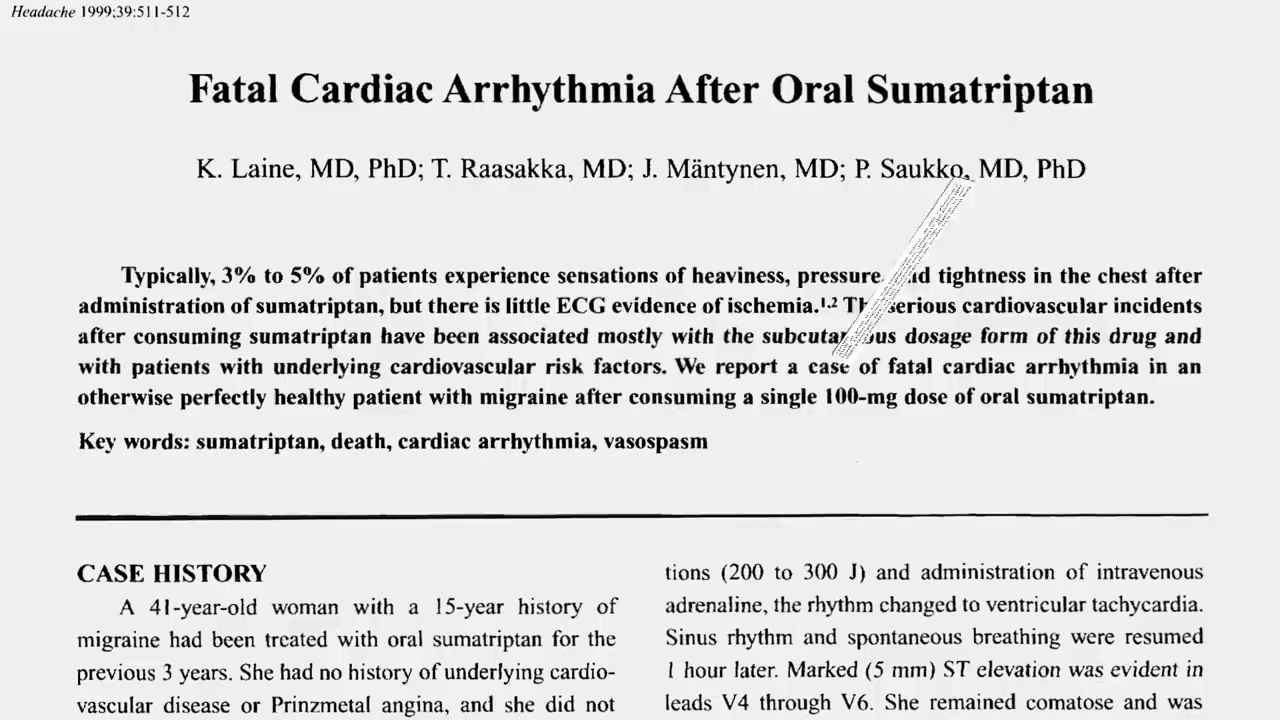 Headache 1999;39:511-512
Fatal Cardiac Arrhythmia After Oral Sumatriptan
K. Laine, MD, PhD; T. Raasakka, MD; J. Mäntynen, MD; P. Saukko, MD, PhD
Typically, 3% to 5% of patients experience sensations of heaviness, pressure, tightness in the chest after
administration of sumatriptan, but there is little ECG evidence of ischemia.1,2 serious cardiovascular incidents
after consuming sumatriptan have been associated mostly with the dosage form of this drug and
with patients with underlying cardiovascular risk factors. We report a case of fatal cardiac arrhythmia in an
otherwise perfectly healthy patient with migraine after consuming a single 100-mg dose of oral sumatriptan.
Key words: sumatriptan, death, cardiac arrhythmia, vasospasm
CASE HISTORY
A 41-year-old woman with a 15-year history of
migraine had been treated with oral sumatriptan for the
previous 3 years. She had no history of underlying cardio-
vascular disease or Prinzmetal angina, and she did not
tions (200 to 300 J) and administration of intravenous
adrenaline, the rhythm changed to ventricular tachycardia.
Sinus rhythm and spontaneous breathing were resumed
1 hour later. Marked (5 mm) ST elevation was evident in
leads V4 through V6. She remained comatose and was